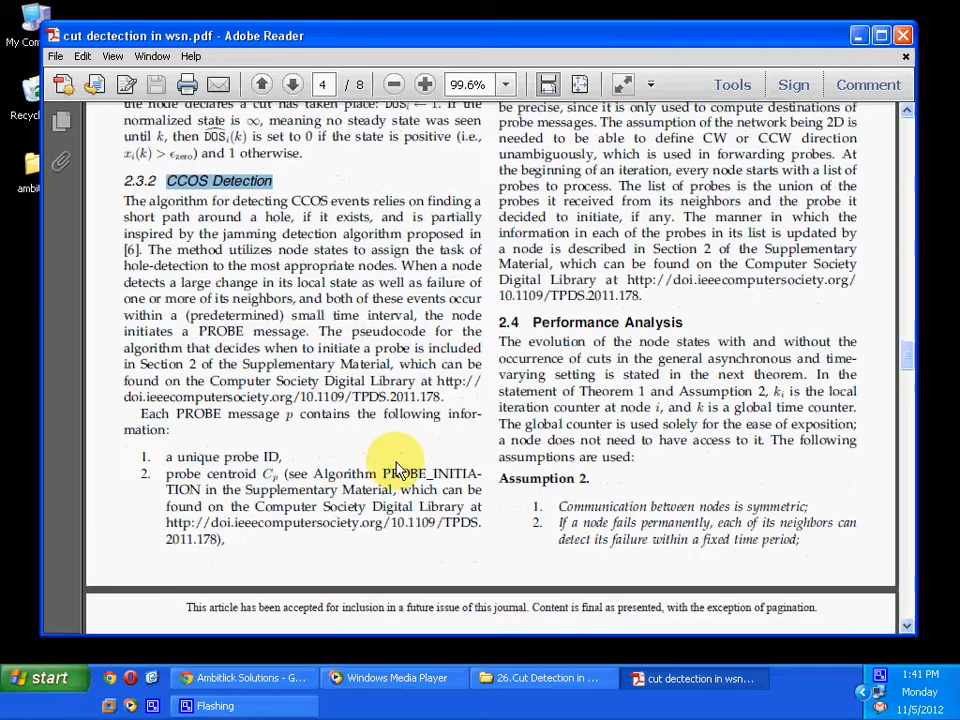 My Com
Recyc
ambit
cut dectection in wsn.pdf - Adobe Reader
File Edit View Window Help
4 / 8 99.6% Tools Sign Comment
the node declares a cut has taken place: DOSi ← 1. If the
normalized state is ∞, meaning no steady state was seen
until k, then DOSi(k) is set to 0 if the state is positive (i.e.,
xi(k) > ϵzero) and 1 otherwise.
2.3.2 CCOS Detection
The algorithm for detecting CCOS events relies on finding a
short path around a hole, if it exists, and is partially
inspired by the jamming detection algorithm proposed in
[6]. The method utilizes node states to assign the task of
hole-detection to the most appropriate nodes. When a node
detects a large change in its local state as well as failure of
one or more of its neighbors, and both of these events occur
within a (predetermined) small time interval, the node
initiates a PROBE message. The pseudocode for the
algorithm that decides when to initiate a probe is included
in Section 2 of the Supplementary Material, which can be
found on the Computer Society Digital Library at http://
doi.ieeecomputersociety.org/10.1109/TPDS.2011.178.
Each PROBE message p contains the following infor-
mation:
1. a unique probe ID,
2. probe centroid Cp (see Algorithm PROBE_INITIA-
TION in the Supplementary Material, which can be
found on the Computer Society Digital Library at
http://doi.ieeecomputersociety.org/10.1109/TPDS.
2011.178),
be precise, since it is only used to compute destinations of
probe messages. The assumption of the network being 2D is
needed to be able to define CW or CCW direction
unambiguously, which is used in forwarding probes. At
the beginning of an iteration, every node starts with a list of
probes to process. The list of probes is the union of the
probes it received from its neighbors and the probe it
decided to initiate, if any. The manner in which the
information in each of the probes in its list is updated by
a node is described in Section 2 of the Supplementary
Material, which can be found on the Computer Society
Digital Library at http://doi.ieeecomputersociety.org/
10.1109/TPDS.2011.178.
2.4 Performance Analysis
The evolution of the node states with and without the
occurrence of cuts in the general asynchronous and time-
varying setting is stated in the next theorem. In the
statement of Theorem 1 and Assumption 2, ki is the local
iteration counter at node i, and k is a global time counter.
The global counter is used solely for the ease of exposition;
a node does not need to have access to it. The following
assumptions are used:
Assumption 2.
1. Communication between nodes is symmetric;
2. If a node fails permanently, each of its neighbors can
detect its failure within a fixed time period;
This article has been accepted for inclusion in a future issue of this journal. Content is final as presented, with the exception of pagination.
start
Ambitlick Solutions - G...
Windows Media Player
26.Cut Detection in ...
cut dectection in wsn...
Flashing
1:41 PM
Monday
11/5/2012